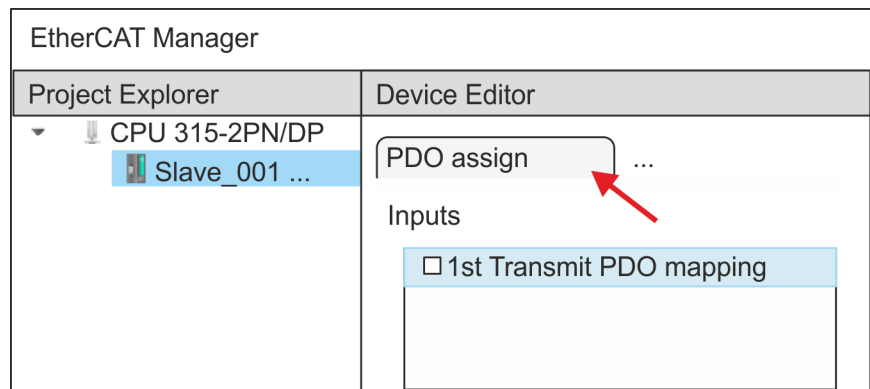 EtherCAT Manager
Project Explorer
Device Editor
CPU 315-2PN/DP
Slave_001 ...
PDO assign ...
Inputs
1st Transmit PDO mapping